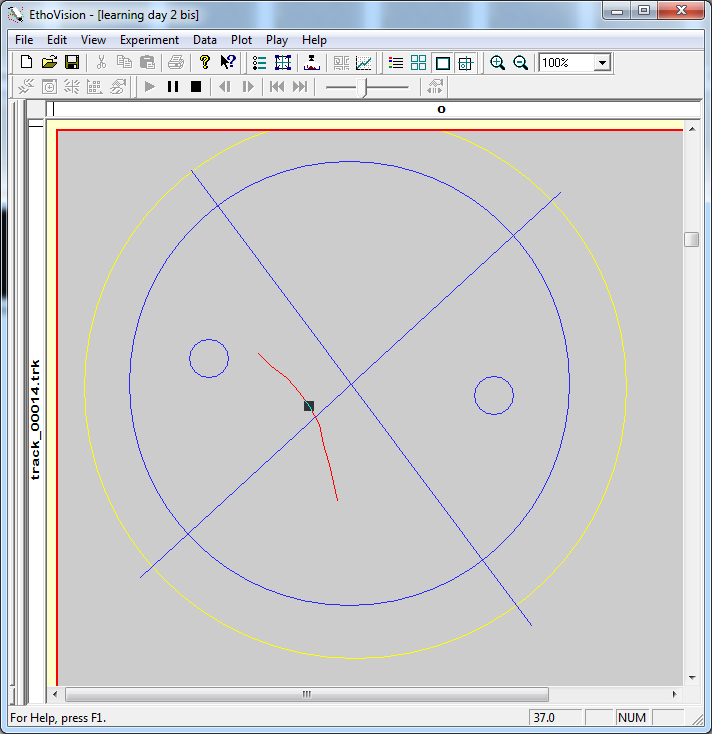 EthoVision - [learning day 2 bis]
File Edit View Experiment Data Plot Play Help
100%
o
track_00014.trk
For Help, press F1.
37.0
NUM